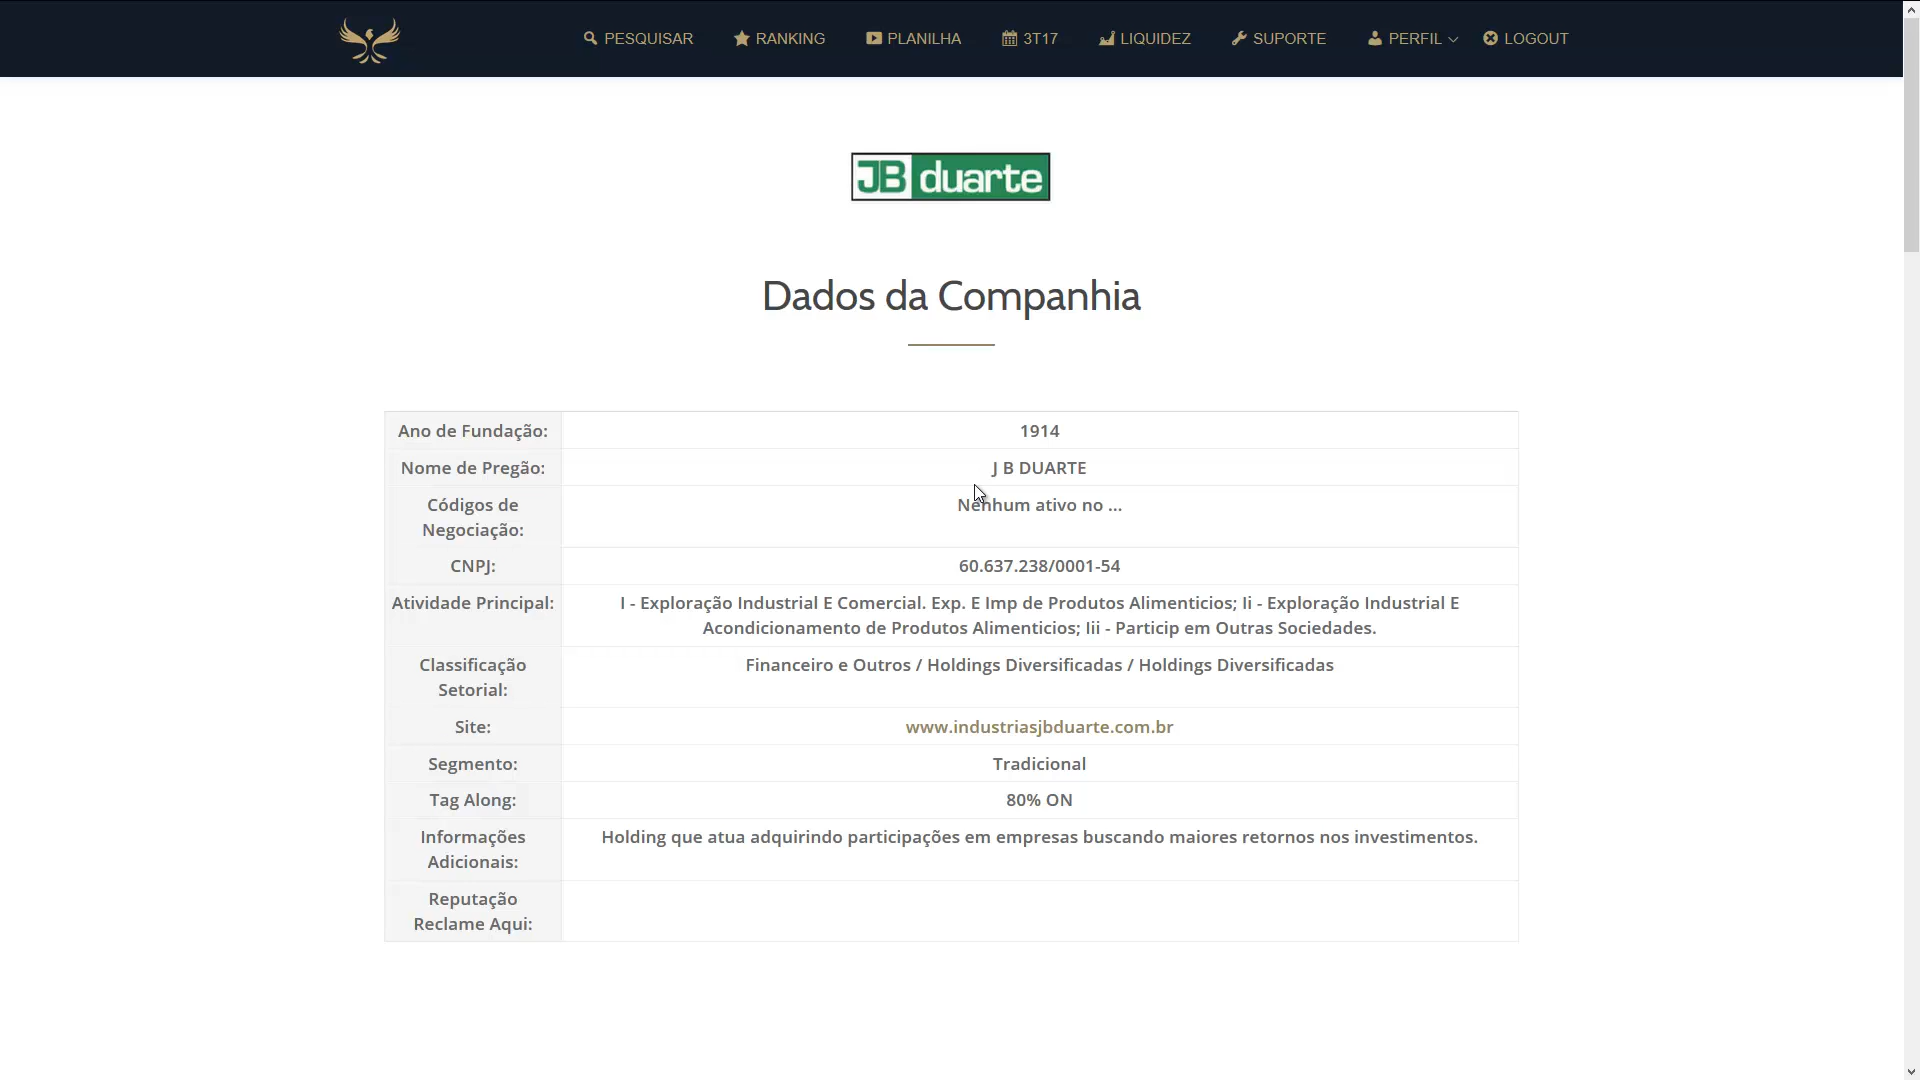 PESQUISAR RANKING PLANILHA 3T17 LIQUIDEZ SUPORTE PERFIL LOGOUT
JB duarte
Dados da Companhia
Ano de Fundação: 1914
Nome de Pregão: J B DUARTE
Códigos de Nenhum ativo no ...
Negociação:
CNPJ: 60.637.238/0001-54
Atividade Principal: I - Exploração Industrial E Comercial. Exp. E Imp de Produtos Alimenticios; Ii - Exploração Industrial E
Acondicionamento de Produtos Alimenticios; Iii - Particip em Outras Sociedades.
Classificação Financeiro e Outros / Holdings Diversificadas / Holdings Diversificadas
Setorial:
Site: www.industriasjbduarte.com.br
Segmento: Tradicional
Tag Along: 80% ON
Informações Holding que atua adquirindo participações em empresas buscando maiores retornos nos investimentos.
Adicionais:
Reputação
Reclame Aqui: